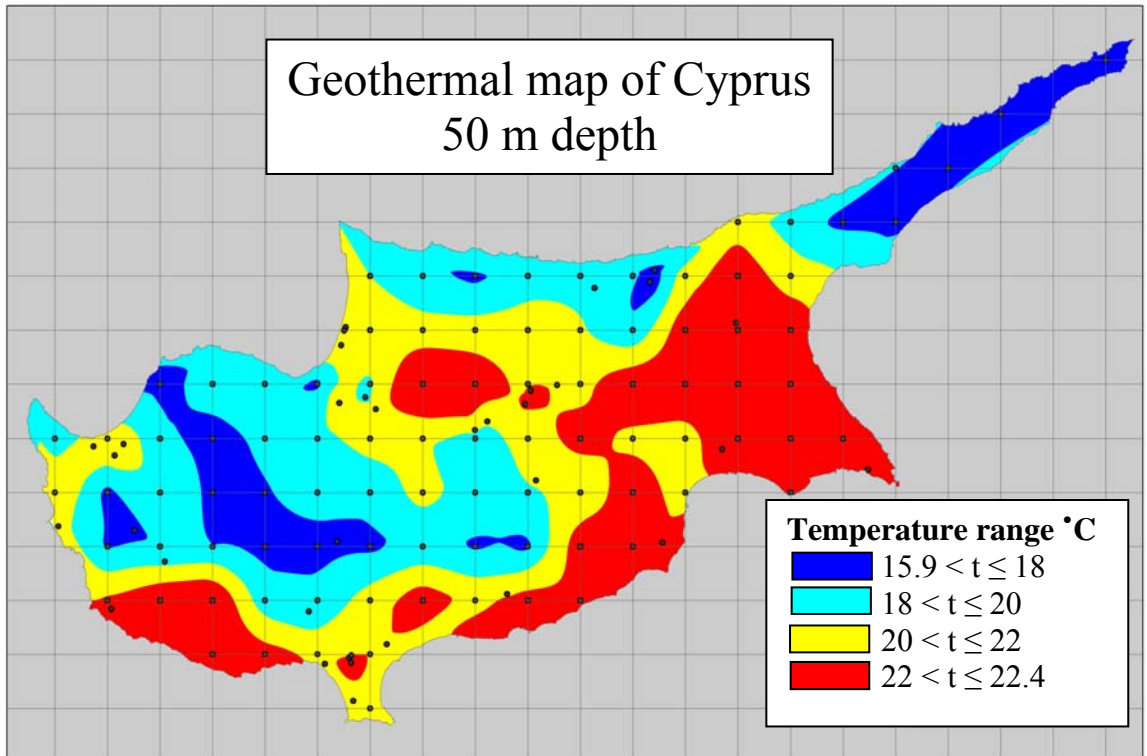 Geothermal map of Cyprus
50 m depth
Temperature range •C
15.9 < t ≤ 18
18 < t ≤ 20
20 < t ≤ 22
22 < t ≤ 22.4